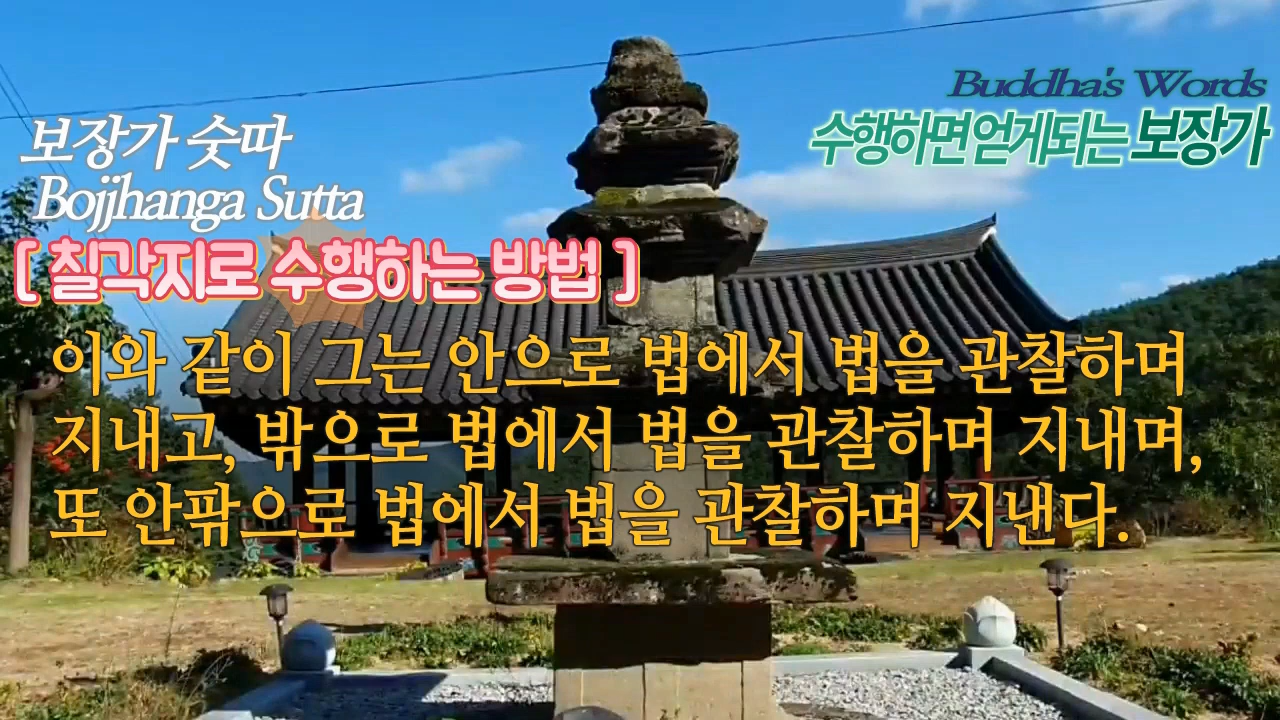 Buddha's Words
수행하면 얻게되는 보장가
보장가 숫따
Bojjhanga Sutta
[ 칠각지로 수행하는 방법 ]
이와 같이 그는 안으로 법에서 법을 관찰하며
지내고, 밖으로 법에서 법을 관찰하며 지내며,
또 안팎으로 법에서 법을 관찰하며 지낸다.